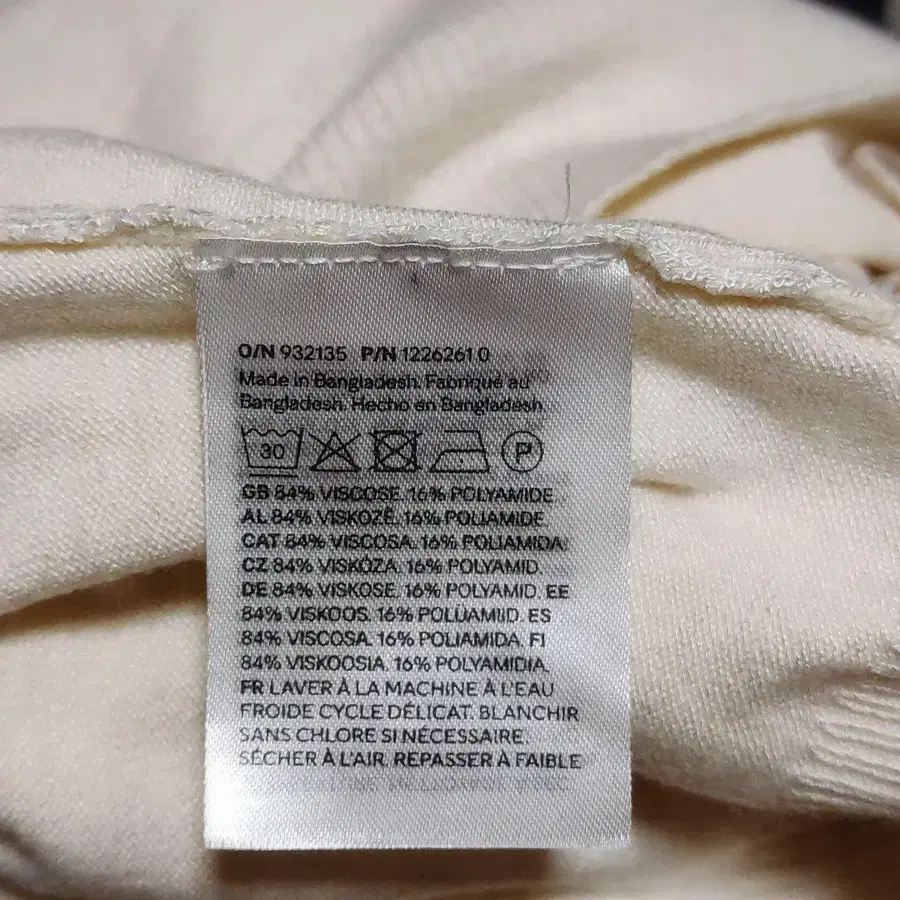 O/N 932135 P/N 1226261 0
Made in Bangladesh. Fabriqué au
Bangladesh. Hecho en Bangladesh
30 P
GB 84% VISCOSE. 16% POLYAMIDE
AL 84% VISKOZË. 16% POLIAMIDE
CAT 84% VISCOSA. 16% POLIAMIDA
CZ 84% VISKÓZA. 16% POLYAMID.
DE 84% VISKOSE. 16% POLYAMID. EE
84% VISKOOS. 16% POLÜAMIID. ES
84% VISCOSA. 16% POLIAMIDA. FI
84% VISKOOSIA. 16% POLYAMIDIA.
FR LAVER À LA MACHINE À L'EAU
FROIDE CYCLE DÉLICAT. BLANCHIR
SANS CHLORE SI NÉCESSAIRE.
SÉCHER À L'AIR. REPASSER À FAIBLE